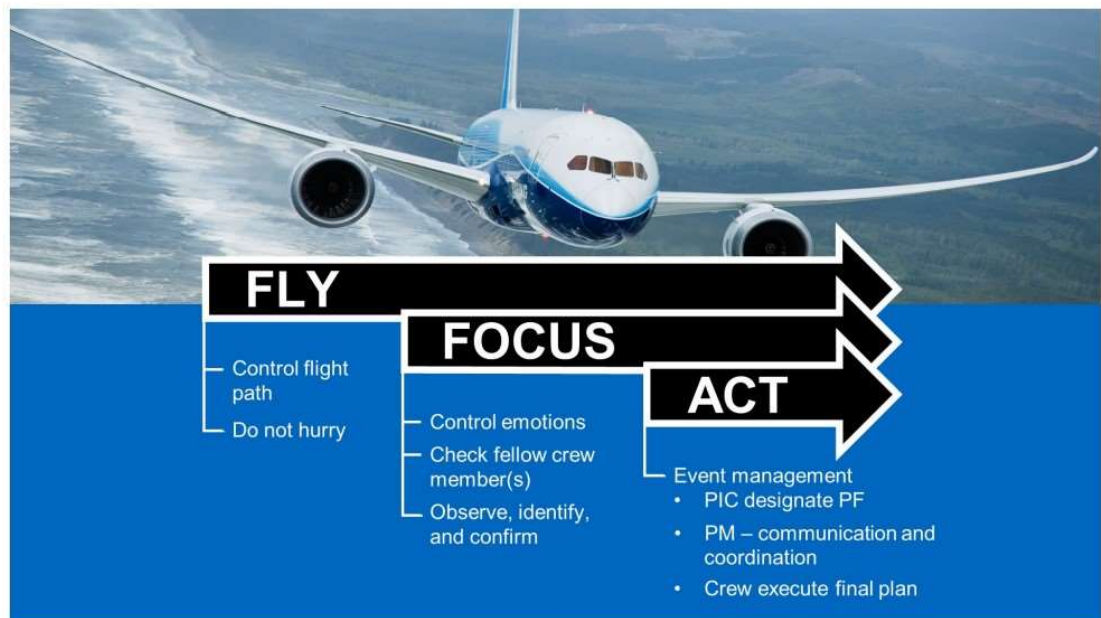 FLY
Control flight
path
Do not hurry
FOCUS
Control emotions
Check fellow crew
member(s)
Observe, identify,
and confirm
ACT
Event management
• PIC designate PF
• PM – communication and
coordination
• Crew execute final plan